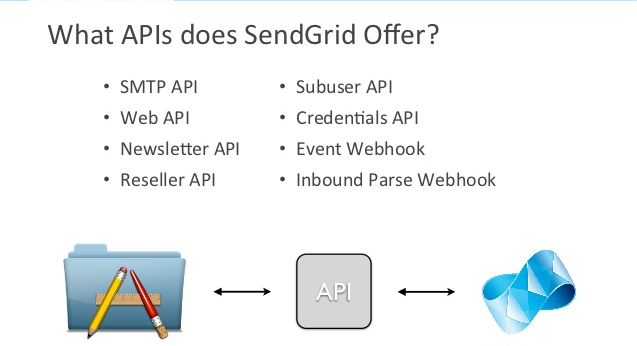 What APIs does SendGrid Offer?
• SMTP API
• Web API
• Newsletter API
• Reseller API
• Subuser API
• Credentials API
• Event Webhook
• Inbound Parse Webhook
API